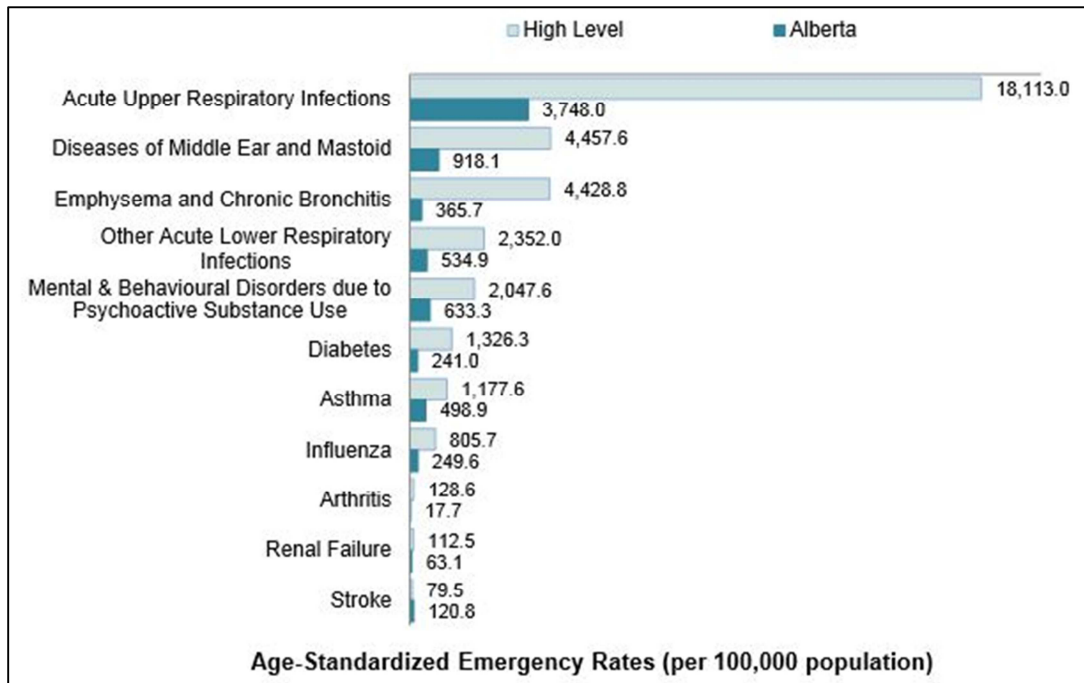 High Level Alberta
Acute Upper Respiratory Infections 18,113.0
3,748.0
Diseases of Middle Ear and Mastoid 4,457.6
918.1
Emphysema and Chronic Bronchitis 4,428.8
365.7
Other Acute Lower Respiratory 2,352.0
Infections 534.9
Mental & Behavioural Disorders due to 2,047.6
Psychoactive Substance Use 633.3
Diabetes 1,326.3
241.0
Asthma 1,177.6
498.9
Influenza 805.7
249.6
Arthritis 128.6
17.7
Renal Failure 112.5
63.1
Stroke 79.5
120.8
Age-Standardized Emergency Rates (per 100,000 population)